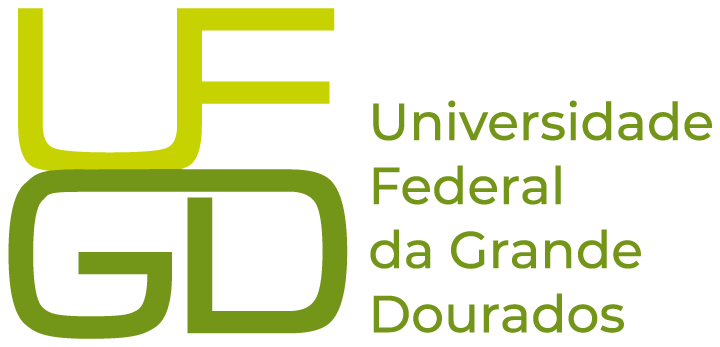 UF
GD
Universidade
Federal
da Grande
Dourados